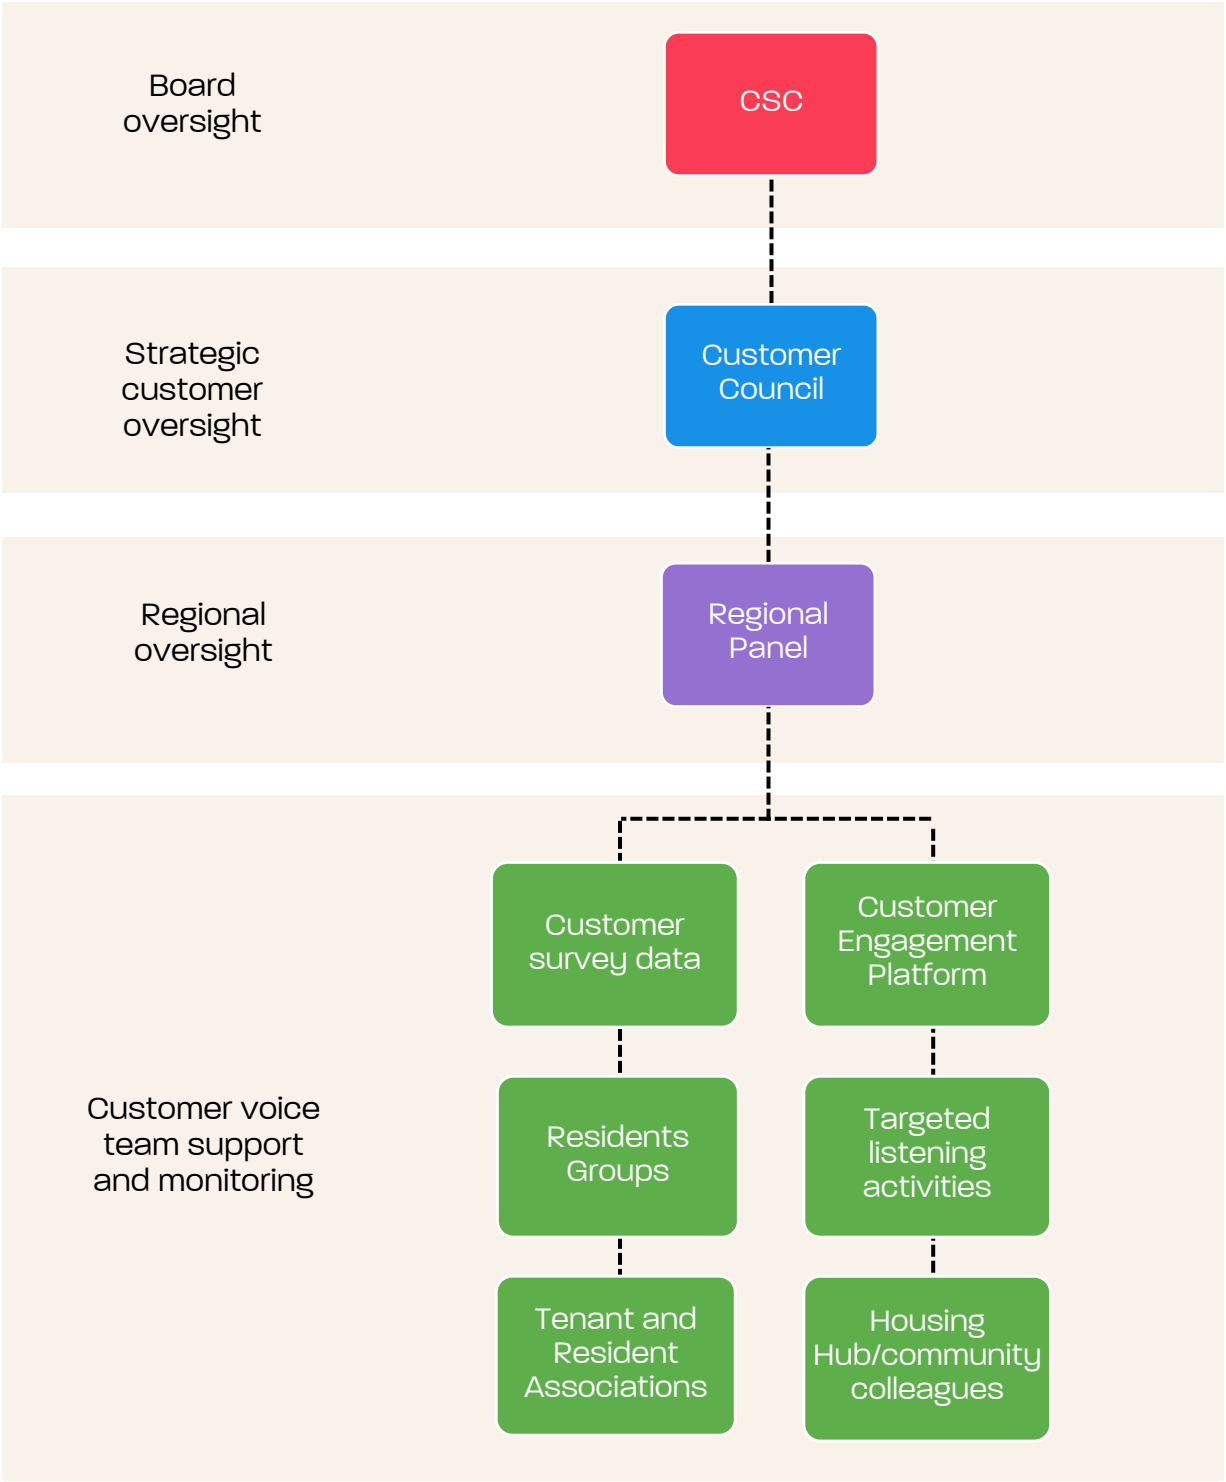 Board
oversight
CSC
Strategic
customer
oversight
Customer
Council
Regional
oversight
Regional
Panel
Customer voice
team support
and monitoring
Customer
survey data
Customer
Engagement
Platform
Residents
Groups
Targeted
listening
activities
Tenant and
Resident
Associations
Housing
Hub/community
colleagues